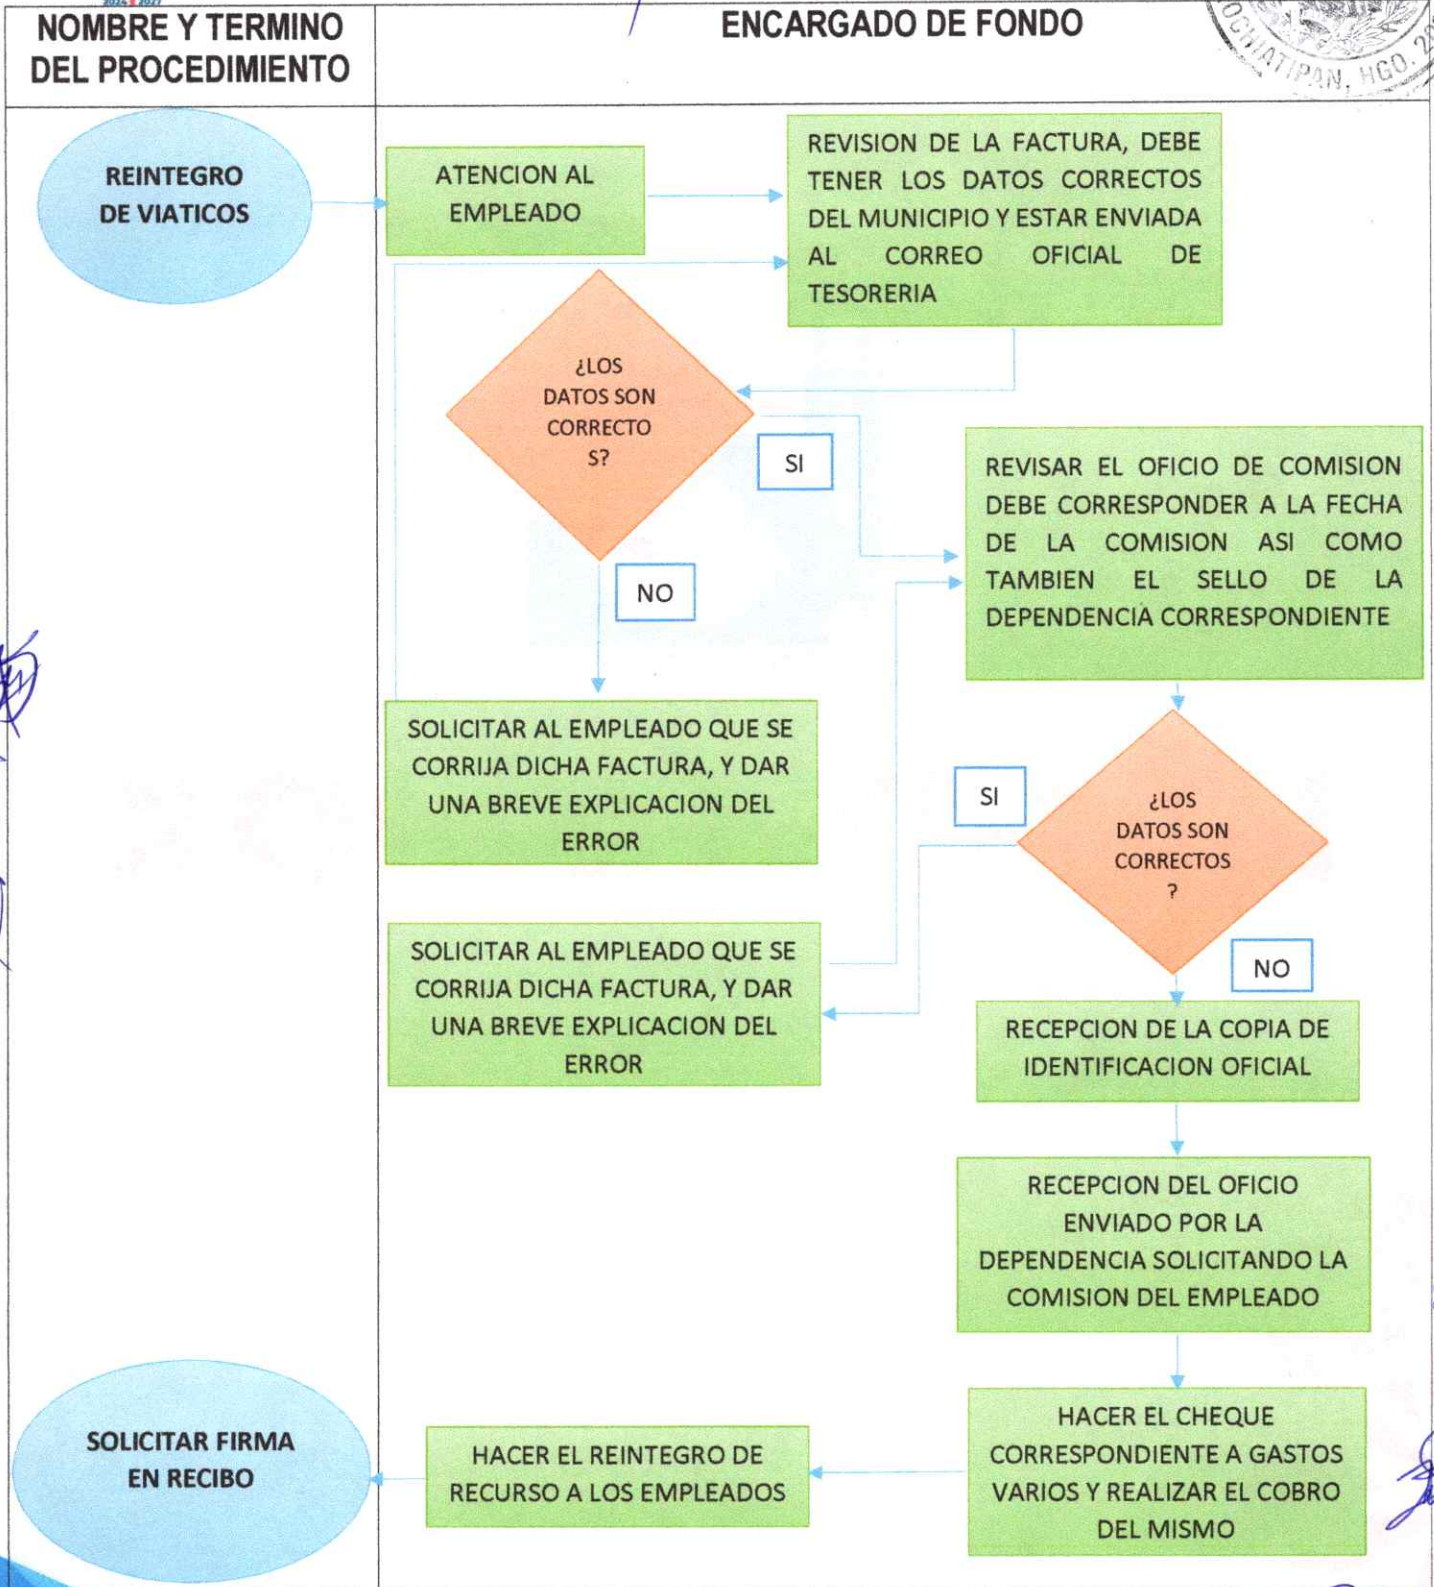 2024 2027
NOMBRE Y TERMINO
DEL PROCEDIMIENTO
ENCARGADO DE FONDO
OCHIATIPAN, HGO. 20
REINTEGRO
DE VIATICOS
ATENCION AL
EMPLEADO
REVISION DE LA FACTURA, DEBE
TENER LOS DATOS CORRECTOS
DEL MUNICIPIO Y ESTAR ENVIADA
AL CORREO OFICIAL DE
TESORERIA
¿LOS
DATOS SON
CORRECTO
S?
SI
NO
REVISAR EL OFICIO DE COMISION
DEBE CORRESPONDER A LA FECHA
DE LA COMISION ASI COMO
TAMBIEN EL SELLO DE LA
DEPENDENCIA CORRESPONDIENTE
SOLICITAR AL EMPLEADO QUE SE
CORRIJA DICHA FACTURA, Y DAR
UNA BREVE EXPLICACION DEL
ERROR
SI
¿LOS
DATOS SON
CORRECTOS
?
NO
SOLICITAR AL EMPLEADO QUE SE
CORRIJA DICHA FACTURA, Y DAR
UNA BREVE EXPLICACION DEL
ERROR
RECEPCION DE LA COPIA DE
IDENTIFICACION OFICIAL
RECEPCION DEL OFICIO
ENVIADO POR LA
DEPENDENCIA SOLICITANDO LA
COMISION DEL EMPLEADO
HACER EL CHEQUE
CORRESPONDIENTE A GASTOS
VARIOS Y REALIZAR EL COBRO
DEL MISMO
HACER EL REINTEGRO DE
RECURSO A LOS EMPLEADOS
SOLICITAR FIRMA
EN RECIBO